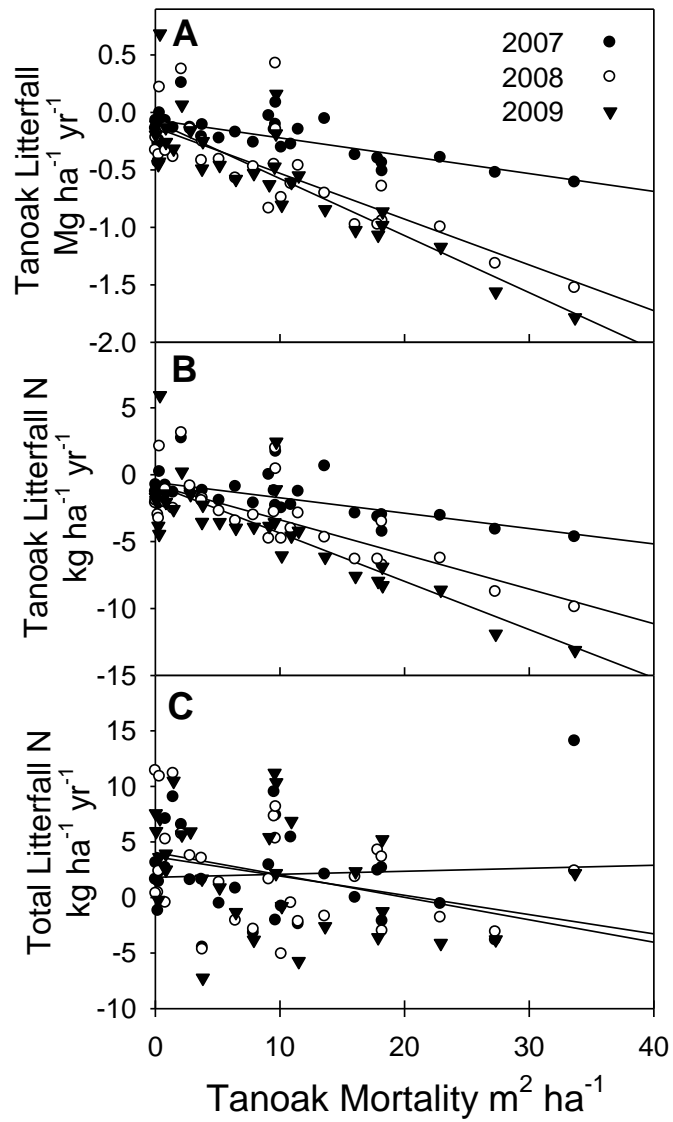 A
2007
2008
2009
0.5
0.0
-0.5
-1.0
-1.5
-2.0
Tanoak Litterfall
Mg ha⁻¹ yr⁻¹
B
5
0
-5
-10
-15
Tanoak Litterfall N
kg ha⁻¹ yr⁻¹
C
15
10
5
0
-5
-10
Total Litterfall N
kg ha⁻¹ yr⁻¹
0 10 20 30 40
Tanoak Mortality m² ha⁻¹